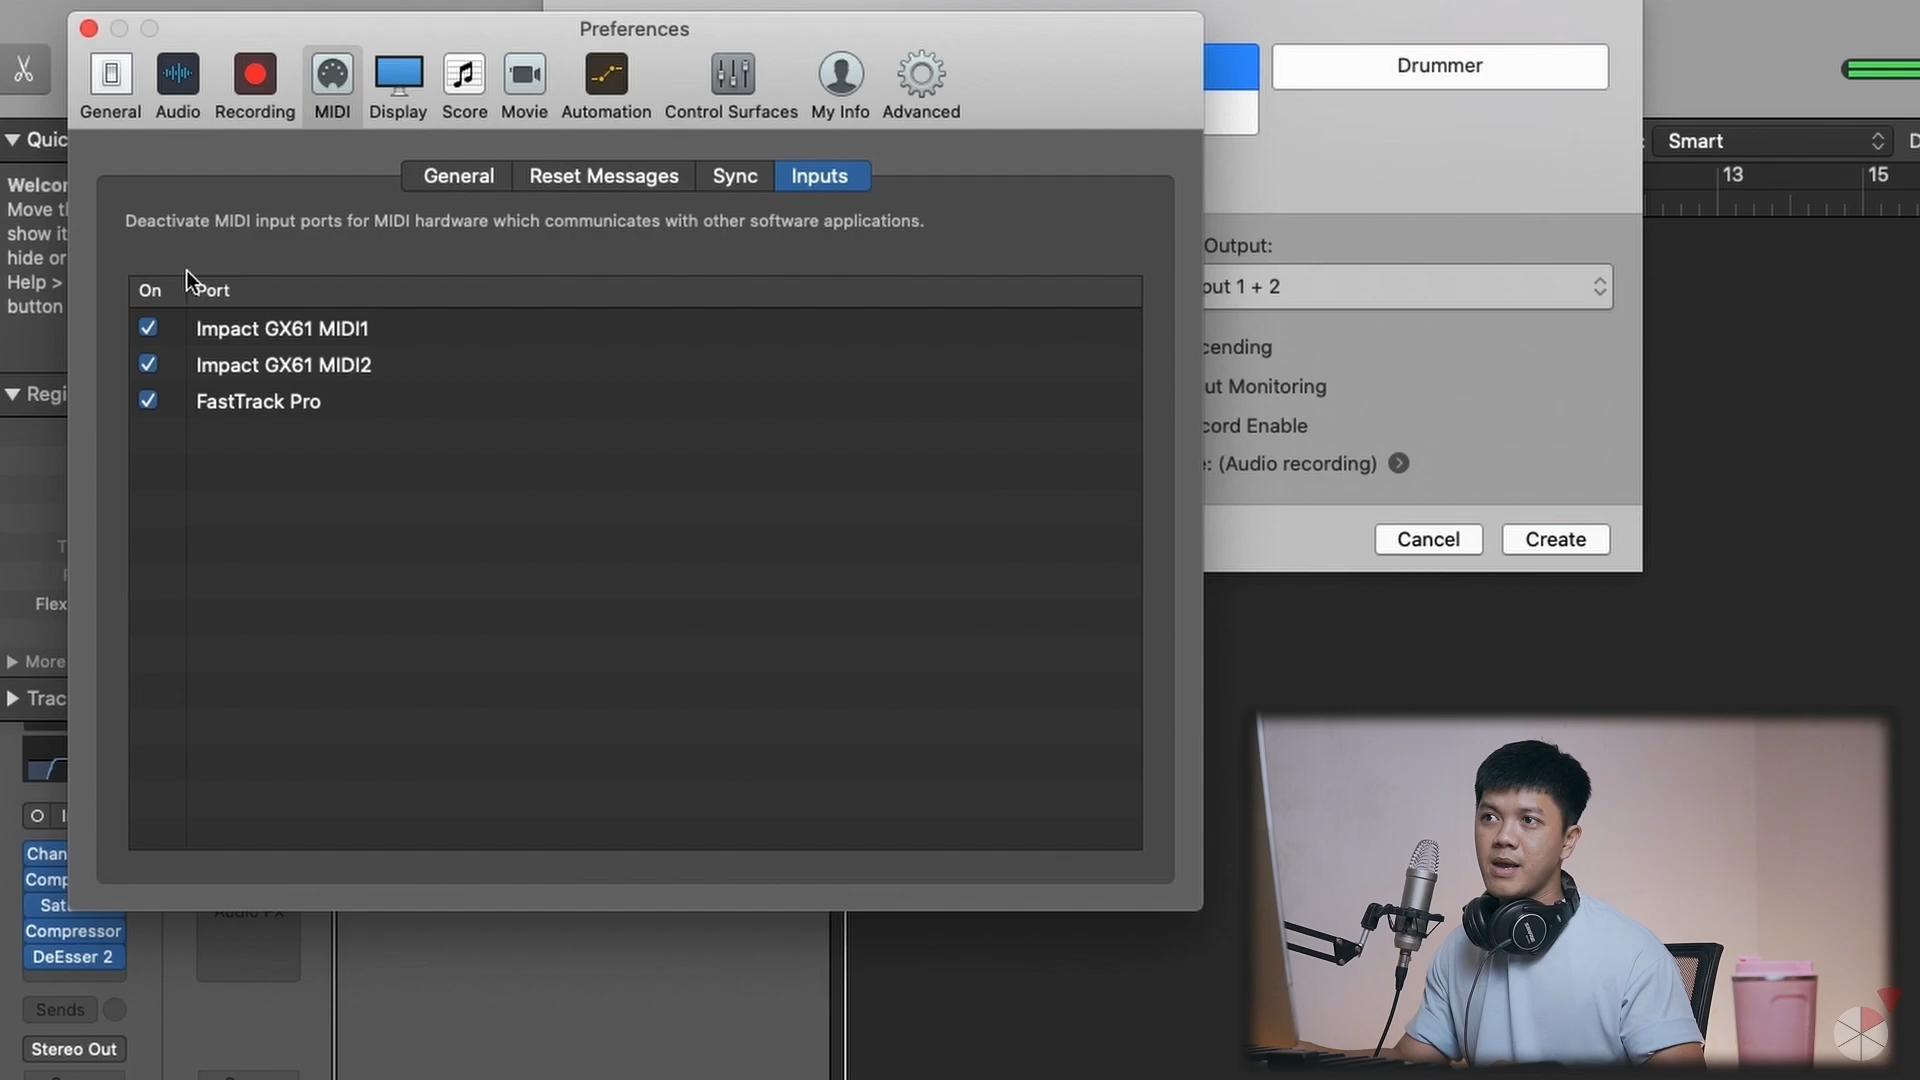 Preferences
General
Audio
Recording
MIDI
Display
Score
Movie
Automation
Control Surfaces
My Info
Advanced
General
Reset Messages
Sync
Inputs
Deactivate MIDI input ports for MIDI hardware which communicates with other software applications.
On
Port
Impact GX61 MIDI1
Impact GX61 MIDI2
FastTrack Pro
Drummer
Smart
13
15
Output:
out 1 + 2
cending
ut Monitoring
cord Enable
e: (Audio recording)
Cancel
Create
Quic
Welcor
Move th
show it
hide or
Help >
button
Regi
Flex
More
Trac
Chan
Comp
Sat
Compressor
DeEsser 2
Audio FX
Sends
Stereo Out